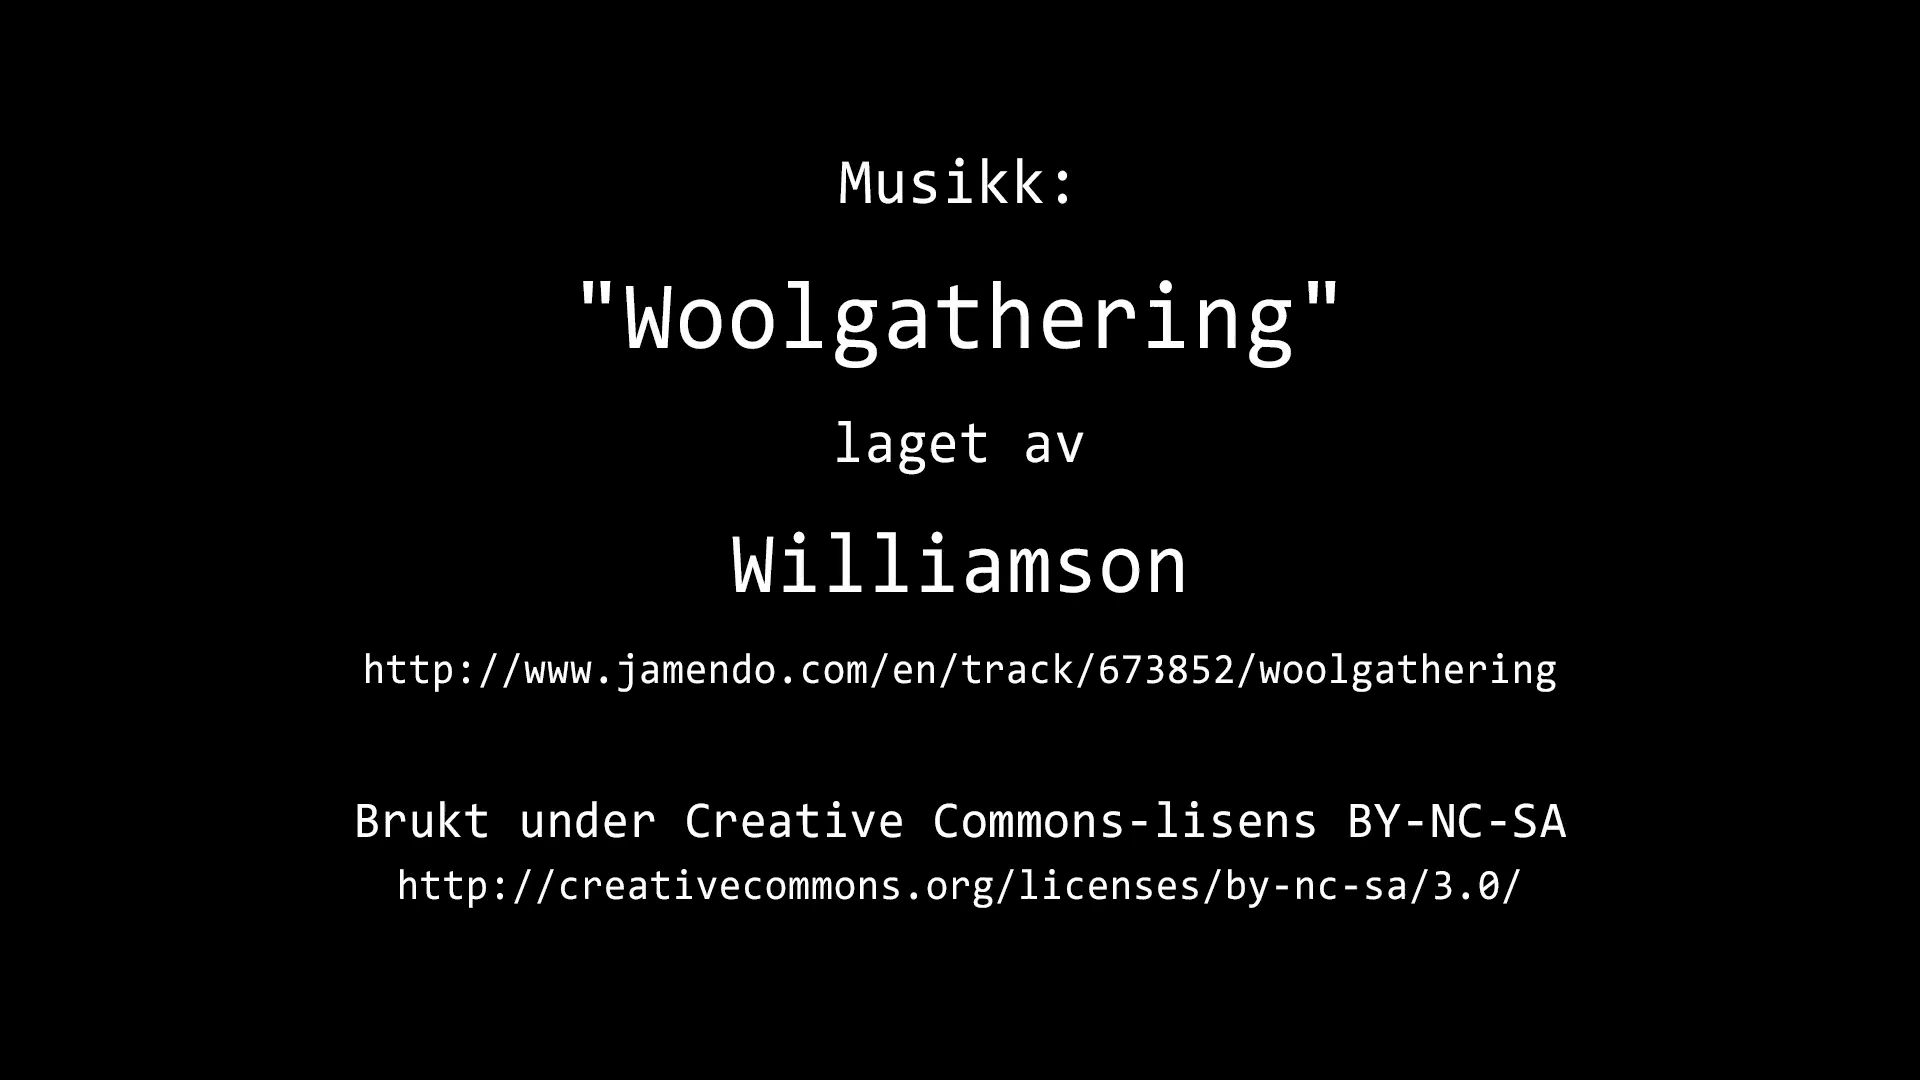 Musikk:
"Woolgathering"
laget av
Williamson
http://www.jamendo.com/en/track/673852/woolgathering
Brukt under Creative Commons-lisens BY-NC-SA
http://creativecommons.org/licenses/by-nc-sa/3.0/